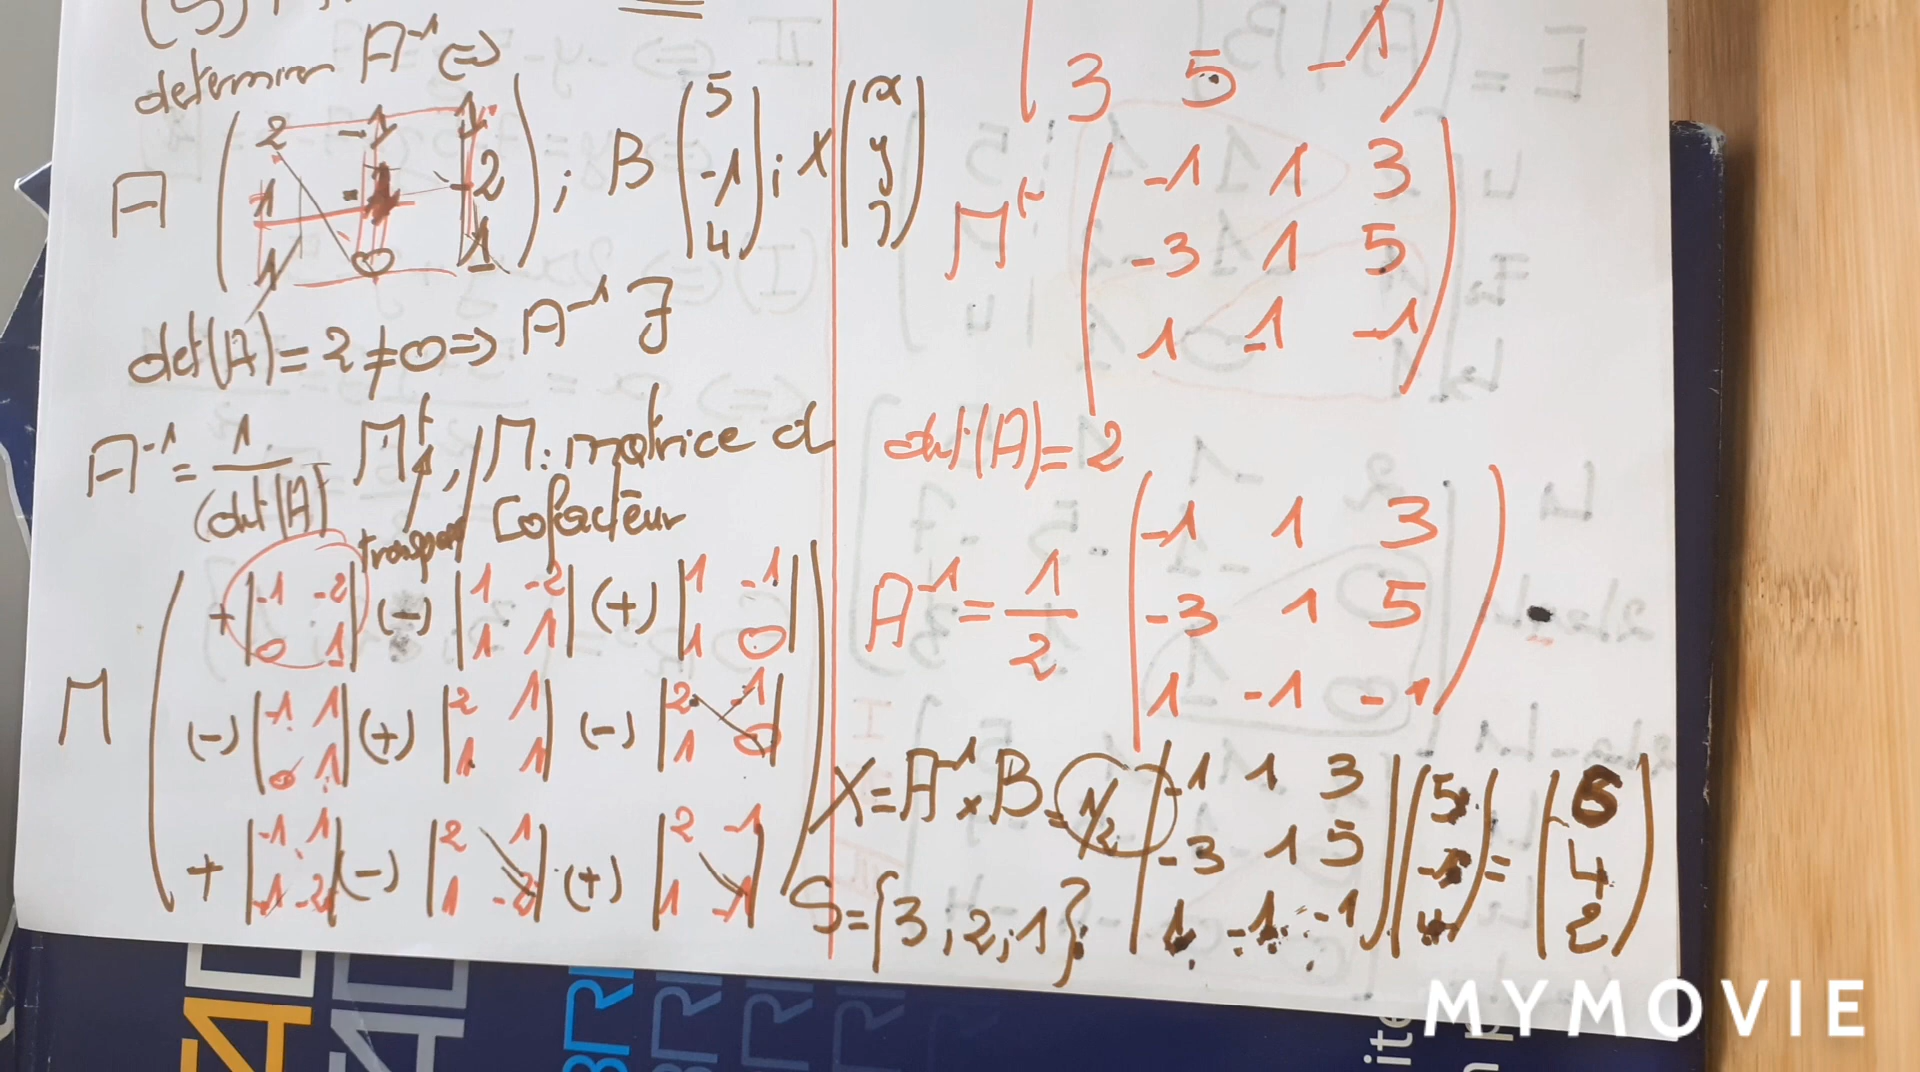 determiner A⁻¹ ⇔
A ( 2 -1 1 ) ; B ( 5 ) ; X ( x )
( 1 -1 -2 ) ( -1 ) ( y )
( 1 0 1 ) ( 4 ) ( z )
det(A) = 2 ≠ 0 ⇒ A⁻¹ ∃
A⁻¹ = 1/(det(A) Mᵗ, / M: matrice d
Cofacteur
M ( + | -1 -2 | (-) | 1 -2 | (+) | 1 -1 | )
( | 0 1 | | 1 1 | | 1 0 | )
( (-) | -1 1 | (+) | 2 1 | (-) | 2 -1 | )
( | 0 1 | | 1 1 | | 1 0 | )
( + | -1 1 | (-) | 2 1 | (+) | 2 -1 | )
( | -1 -2 | | 1 -2 | | 1 -1 | )
3 5 -1 )
Mᵗ ( -1 1 3 )
( -3 1 5 )
( 1 -1 -1 )
det(A) = 2
A⁻¹ = 1/2 ( -1 1 3 )
( -3 1 5 )
( 1 -1 -1 )
X = A⁻¹ × B = 1/2 | -1 1 3 | ( 5 ) = ( 6 )
| -3 1 5 | ( -1 ) = ( 4 )
| 1 -1 -1 | ( 4 ) ( 2 )
S = {3 ; 2 ; 1}
MYMOVIE